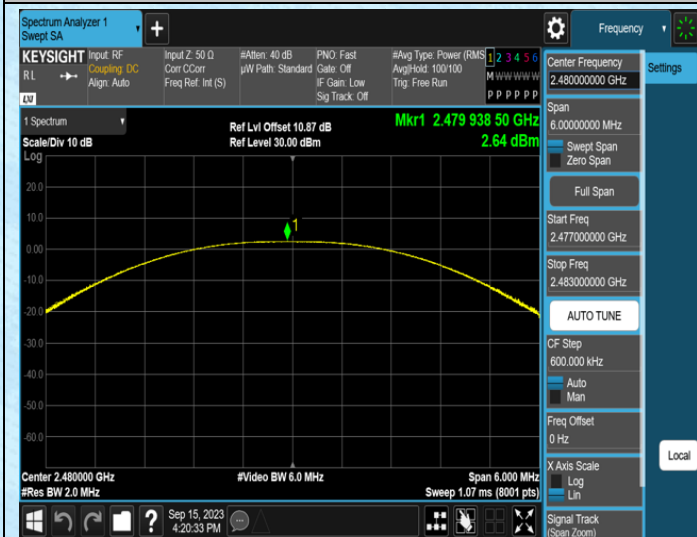 Spectrum Analyzer 1
Swept SA
Frequency
KEYSIGHT
RL
LXI
Input: RF
Coupling: DC
Align: Auto
Input Z: 50 Ω
Corr CCorr
Freq Ref: Int (S)
#Atten: 40 dB
µW Path: Standard
PNO: Fast
Gate: Off
IF Gain: Low
Sig Track: Off
#Avg Type: Power (RMS
Avg|Hold: 100/100
Trig: Free Run
1 2 3 4 5 6
M W W W W W
P P P P P P
Center Frequency
2.480000000 GHz
Settings
Span
6.00000000 MHz
Swept Span
Zero Span
Full Span
Start Freq
2.477000000 GHz
Stop Freq
2.483000000 GHz
AUTO TUNE
CF Step
600.000 kHz
Auto
Man
Freq Offset
0 Hz
X Axis Scale
Log
Lin
Signal Track
(Span Zoom)
Local
1 Spectrum
Scale/Div 10 dB
Log
Ref Lvl Offset 10.87 dB
Ref Level 30.00 dBm
Mkr1 2.479 938 50 GHz
2.64 dBm
1
20.0
10.0
0.00
-10.0
-20.0
-30.0
-40.0
-50.0
-60.0
Center 2.480000 GHz
#Res BW 2.0 MHz
#Video BW 6.0 MHz
Span 6.000 MHz
Sweep 1.07 ms (8001 pts)
?
Sep 15, 2023
4:20:33 PM